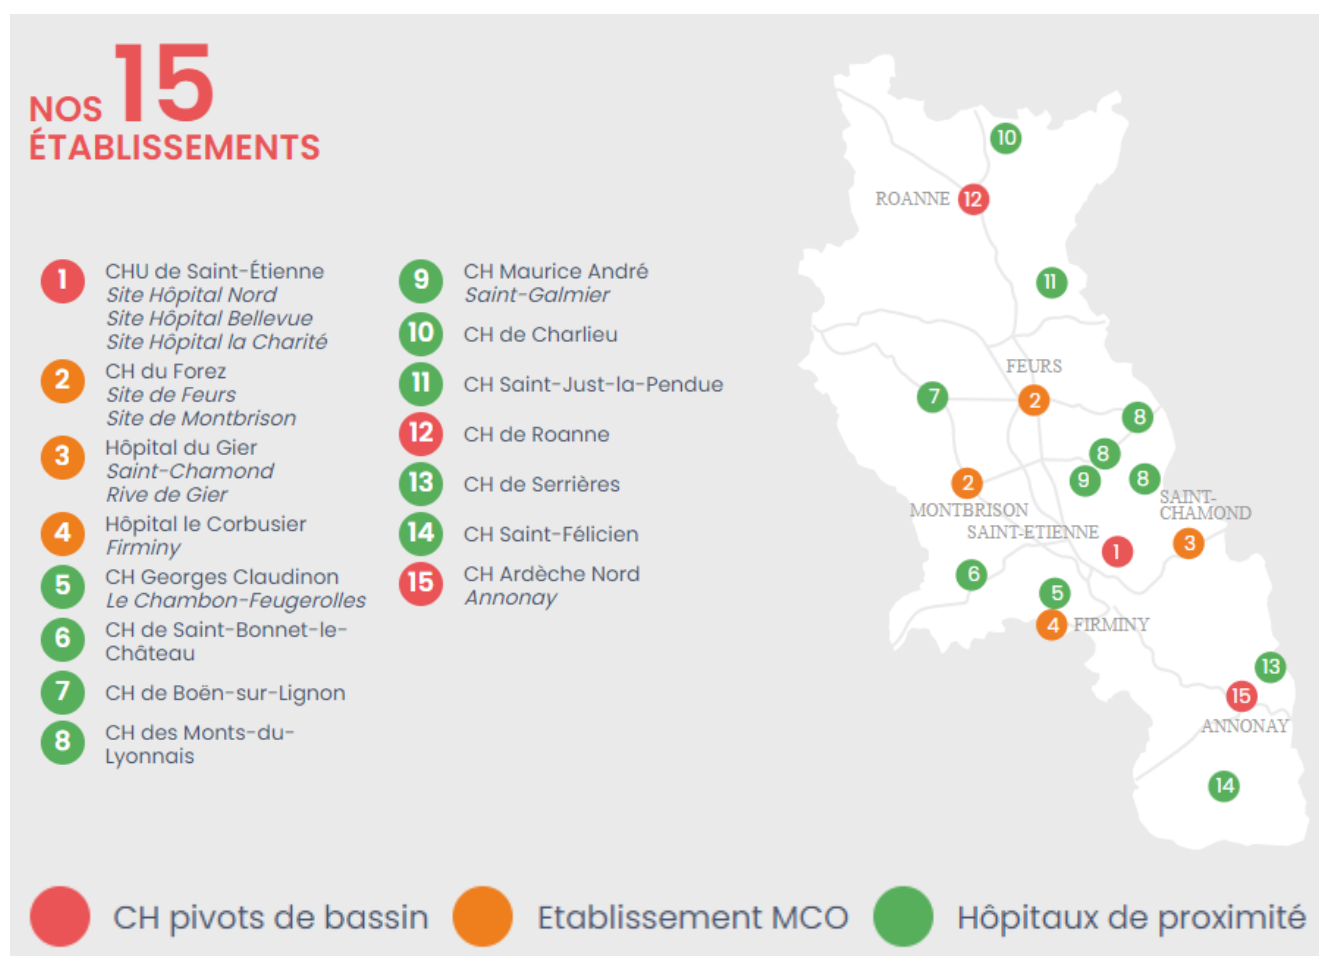 NOS 15
ÉTABLISSEMENTS
1 CHU de Saint-Étienne
Site Hôpital Nord
Site Hôpital Bellevue
Site Hôpital la Charité
2 CH du Forez
Site de Feurs
Site de Montbrison
3 Hôpital du Gier
Saint-Chamond
Rive de Gier
4 Hôpital le Corbusier
Firminy
5 CH Georges Claudinon
Le Chambon-Feugerolles
6 CH de Saint-Bonnet-le-
Château
7 CH de Boën-sur-Lignon
8 CH des Monts-du-
Lyonnais
9 CH Maurice André
Saint-Galmier
10 CH de Charlieu
11 CH Saint-Just-la-Pendue
12 CH de Roanne
13 CH de Serrières
14 CH Saint-Félicien
15 CH Ardèche Nord
Annonay
10
ROANNE 12
11
FEURS
7
2
8
8
9
8
2
MONTBRISON
SAINT-
CHAMOND
SAINT-ETIENNE
1
3
6
5
4 FIRMINY
13
15
ANNONAY
14
CH pivots de bassin
Etablissement MCO
Hôpitaux de proximité